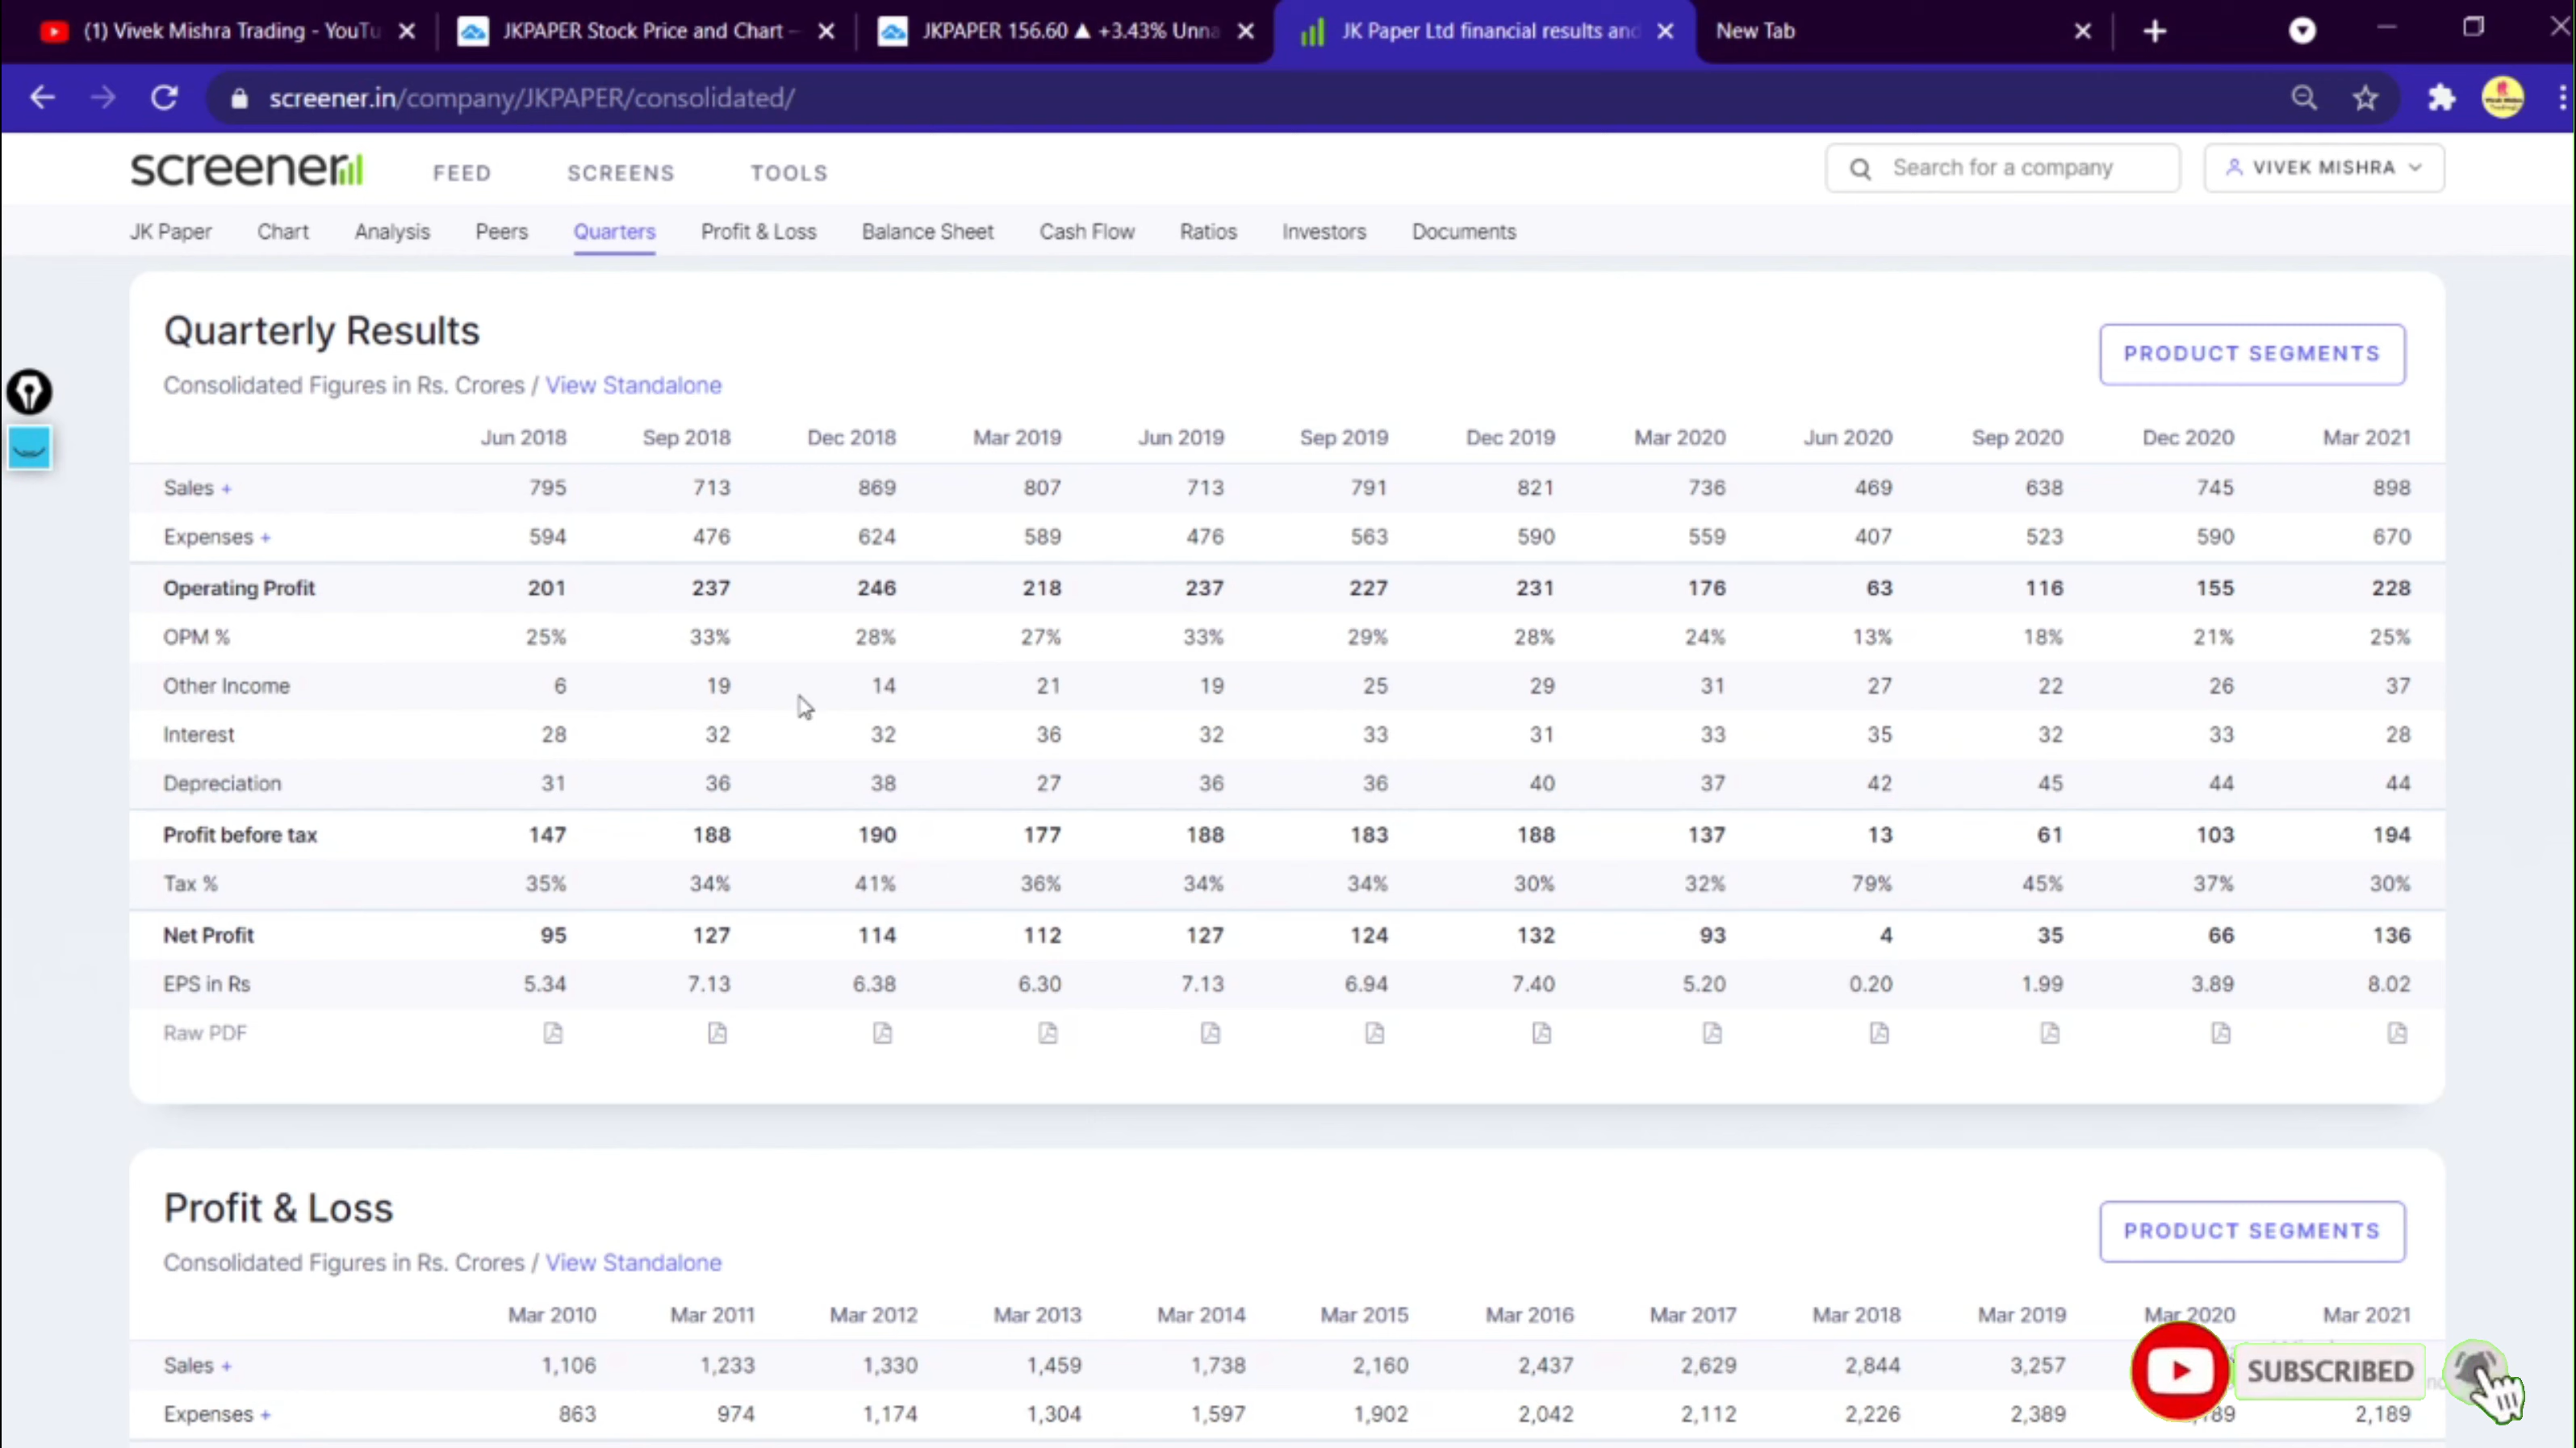 (1) Vivek Mishra Trading - YouTu
JKPAPER Stock Price and Chart —
JKPAPER 156.60 ▲ +3.43% Unna
JK Paper Ltd financial results and
New Tab
screener.in/company/JKPAPER/consolidated/
screener
FEED SCREENS TOOLS
Search for a company
VIVEK MISHRA
JK Paper Chart Analysis Peers Quarters Profit & Loss Balance Sheet Cash Flow Ratios Investors Documents
Quarterly Results
PRODUCT SEGMENTS
Consolidated Figures in Rs. Crores / View Standalone
Jun 2018 Sep 2018 Dec 2018 Mar 2019 Jun 2019 Sep 2019 Dec 2019 Mar 2020 Jun 2020 Sep 2020 Dec 2020 Mar 2021
Sales + 795 713 869 807 713 791 821 736 469 638 745 898
Expenses + 594 476 624 589 476 563 590 559 407 523 590 670
Operating Profit 201 237 246 218 237 227 231 176 63 116 155 228
OPM % 25% 33% 28% 27% 33% 29% 28% 24% 13% 18% 21% 25%
Other Income 6 19 14 21 19 25 29 31 27 22 26 37
Interest 28 32 32 36 32 33 31 33 35 32 33 28
Depreciation 31 36 38 27 36 36 40 37 42 45 44 44
Profit before tax 147 188 190 177 188 183 188 137 13 61 103 194
Tax % 35% 34% 41% 36% 34% 34% 30% 32% 79% 45% 37% 30%
Net Profit 95 127 114 112 127 124 132 93 4 35 66 136
EPS in Rs 5.34 7.13 6.38 6.30 7.13 6.94 7.40 5.20 0.20 1.99 3.89 8.02
Raw PDF
Profit & Loss
PRODUCT SEGMENTS
Consolidated Figures in Rs. Crores / View Standalone
Mar 2010 Mar 2011 Mar 2012 Mar 2013 Mar 2014 Mar 2015 Mar 2016 Mar 2017 Mar 2018 Mar 2019 Mar 2020 Mar 2021
Sales + 1,106 1,233 1,330 1,459 1,738 2,160 2,437 2,629 2,844 3,257
SUBSCRIBED
Expenses + 863 974 1,174 1,304 1,597 1,902 2,042 2,112 2,226 2,389 2,189